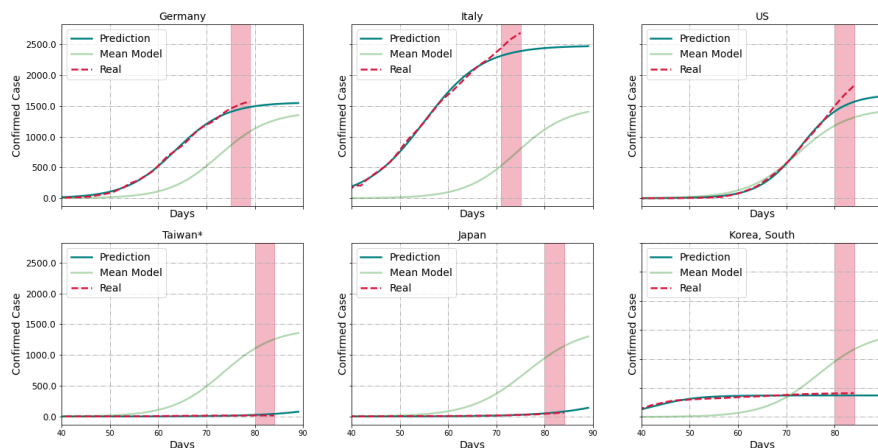 Germany
Italy
US
Confirmed Case
2500.0
2000.0
1500.0
1000.0
500.0
0.0
Prediction
Mean Model
Real
Days
Confirmed Case
Prediction
Mean Model
Real
Days
Confirmed Case
Prediction
Mean Model
Real
Days
Taiwan*
Japan
Korea, South
Confirmed Case
2500.0
2000.0
1500.0
1000.0
500.0
0.0
Prediction
Mean Model
Real
40 50 60 70 80 90
Days
Confirmed Case
Prediction
Mean Model
Real
40 50 60 70 80 90
Days
Confirmed Case
Prediction
Mean Model
Real
40 50 60 70 80
Days